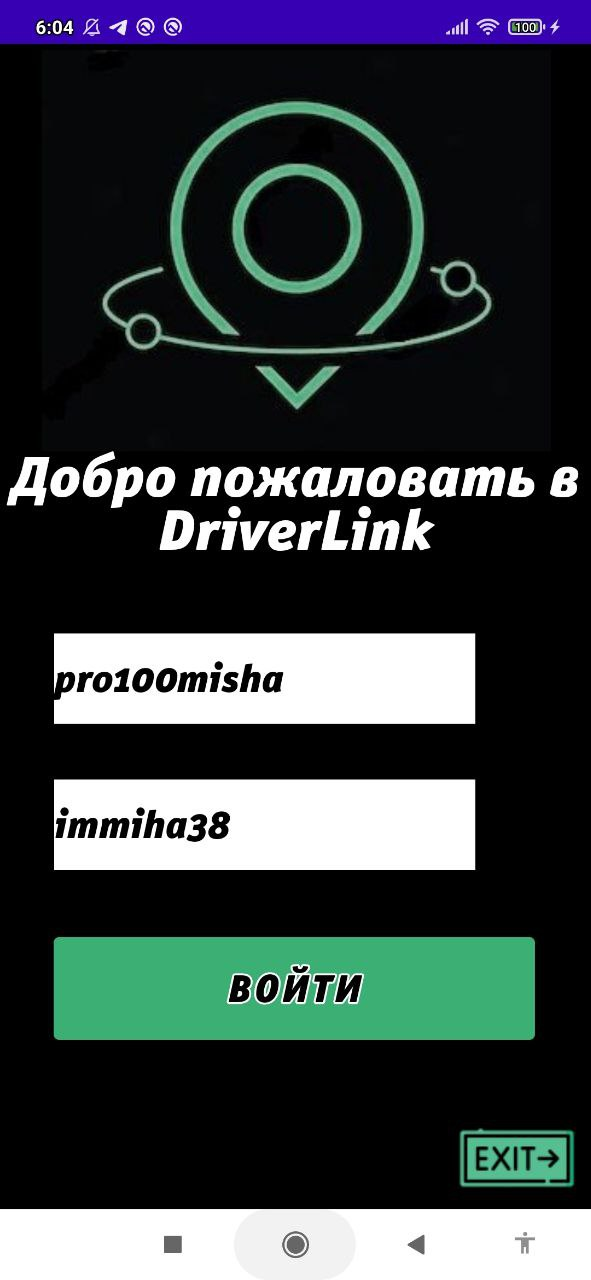 6:04
100
Добро пожаловать в
DriverLink
pro100misha
immiha38
ВОЙТИ
EXIT→